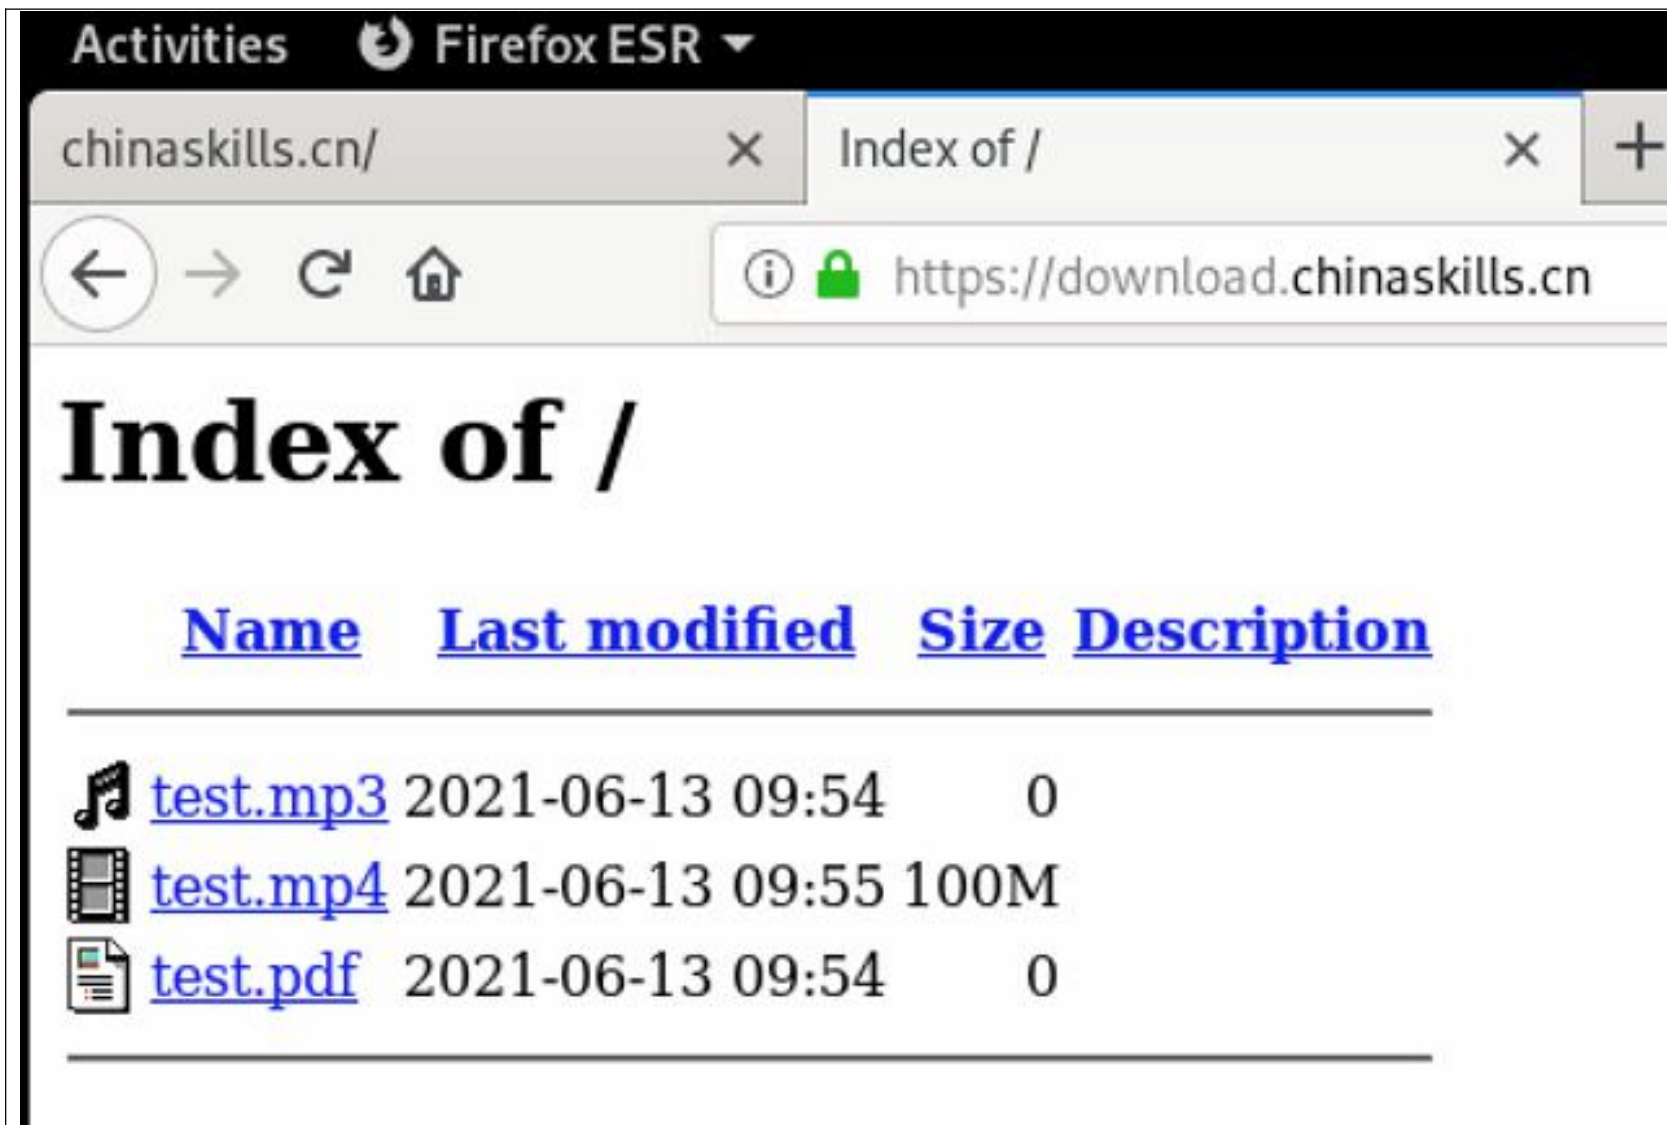 Activities Firefox ESR
chinaskills.cn/ Index of /
https://download.chinaskills.cn
Index of /
Name Last modified Size Description
test.mp3 2021-06-13 09:54 0
test.mp4 2021-06-13 09:55 100M
test.pdf 2021-06-13 09:54 0